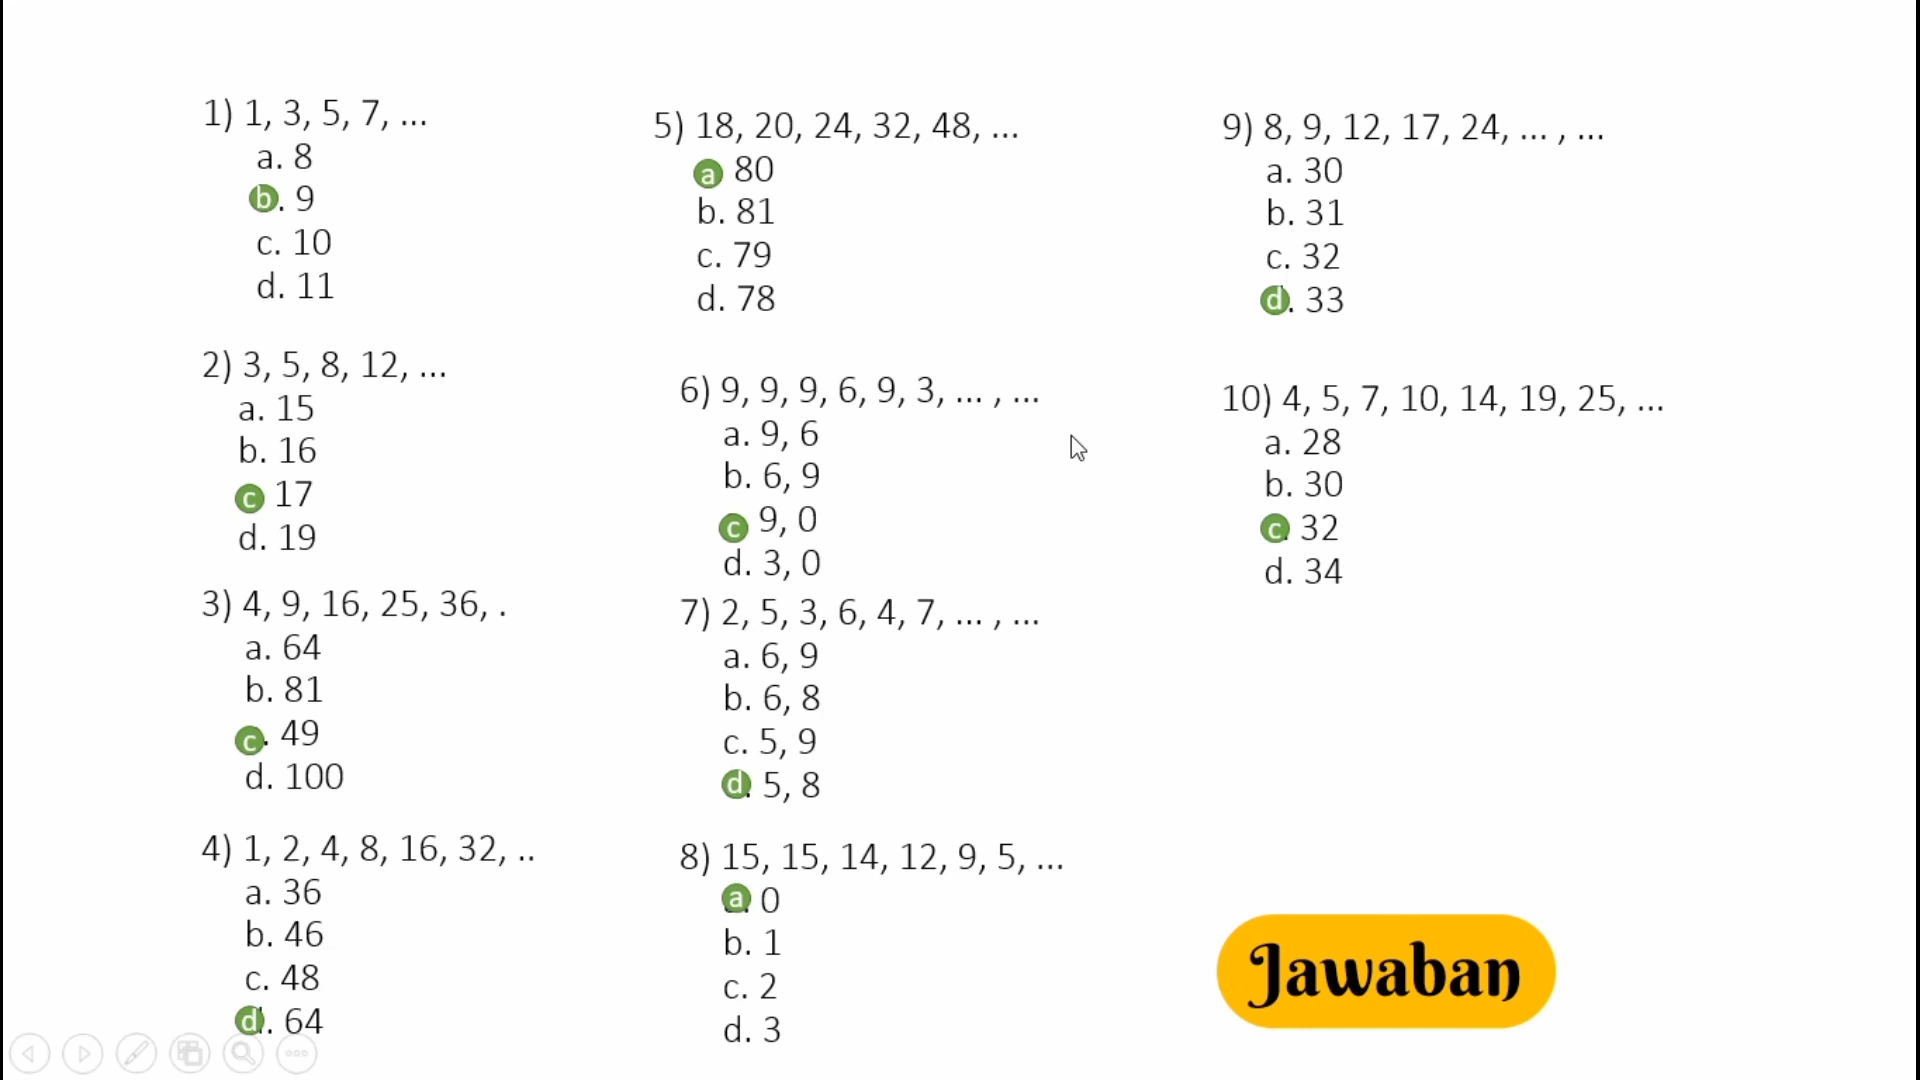 1) 1, 3, 5, 7, ...
a. 8
b. 9
c. 10
d. 11
2) 3, 5, 8, 12, ...
a. 15
b. 16
c 17
d. 19
3) 4, 9, 16, 25, 36, .
a. 64
b. 81
c. 49
d. 100
4) 1, 2, 4, 8, 16, 32, ..
a. 36
b. 46
c. 48
d. 64
5) 18, 20, 24, 32, 48, ...
a 80
b. 81
c. 79
d. 78
6) 9, 9, 9, 6, 9, 3, ... , ...
a. 9, 6
b. 6, 9
c 9, 0
d. 3, 0
7) 2, 5, 3, 6, 4, 7, ... , ...
a. 6, 9
b. 6, 8
c. 5, 9
d. 5, 8
8) 15, 15, 14, 12, 9, 5, ...
a. 0
b. 1
c. 2
d. 3
9) 8, 9, 12, 17, 24, ... , ...
a. 30
b. 31
c. 32
d. 33
10) 4, 5, 7, 10, 14, 19, 25, ...
a. 28
b. 30
c. 32
d. 34
Jawaban